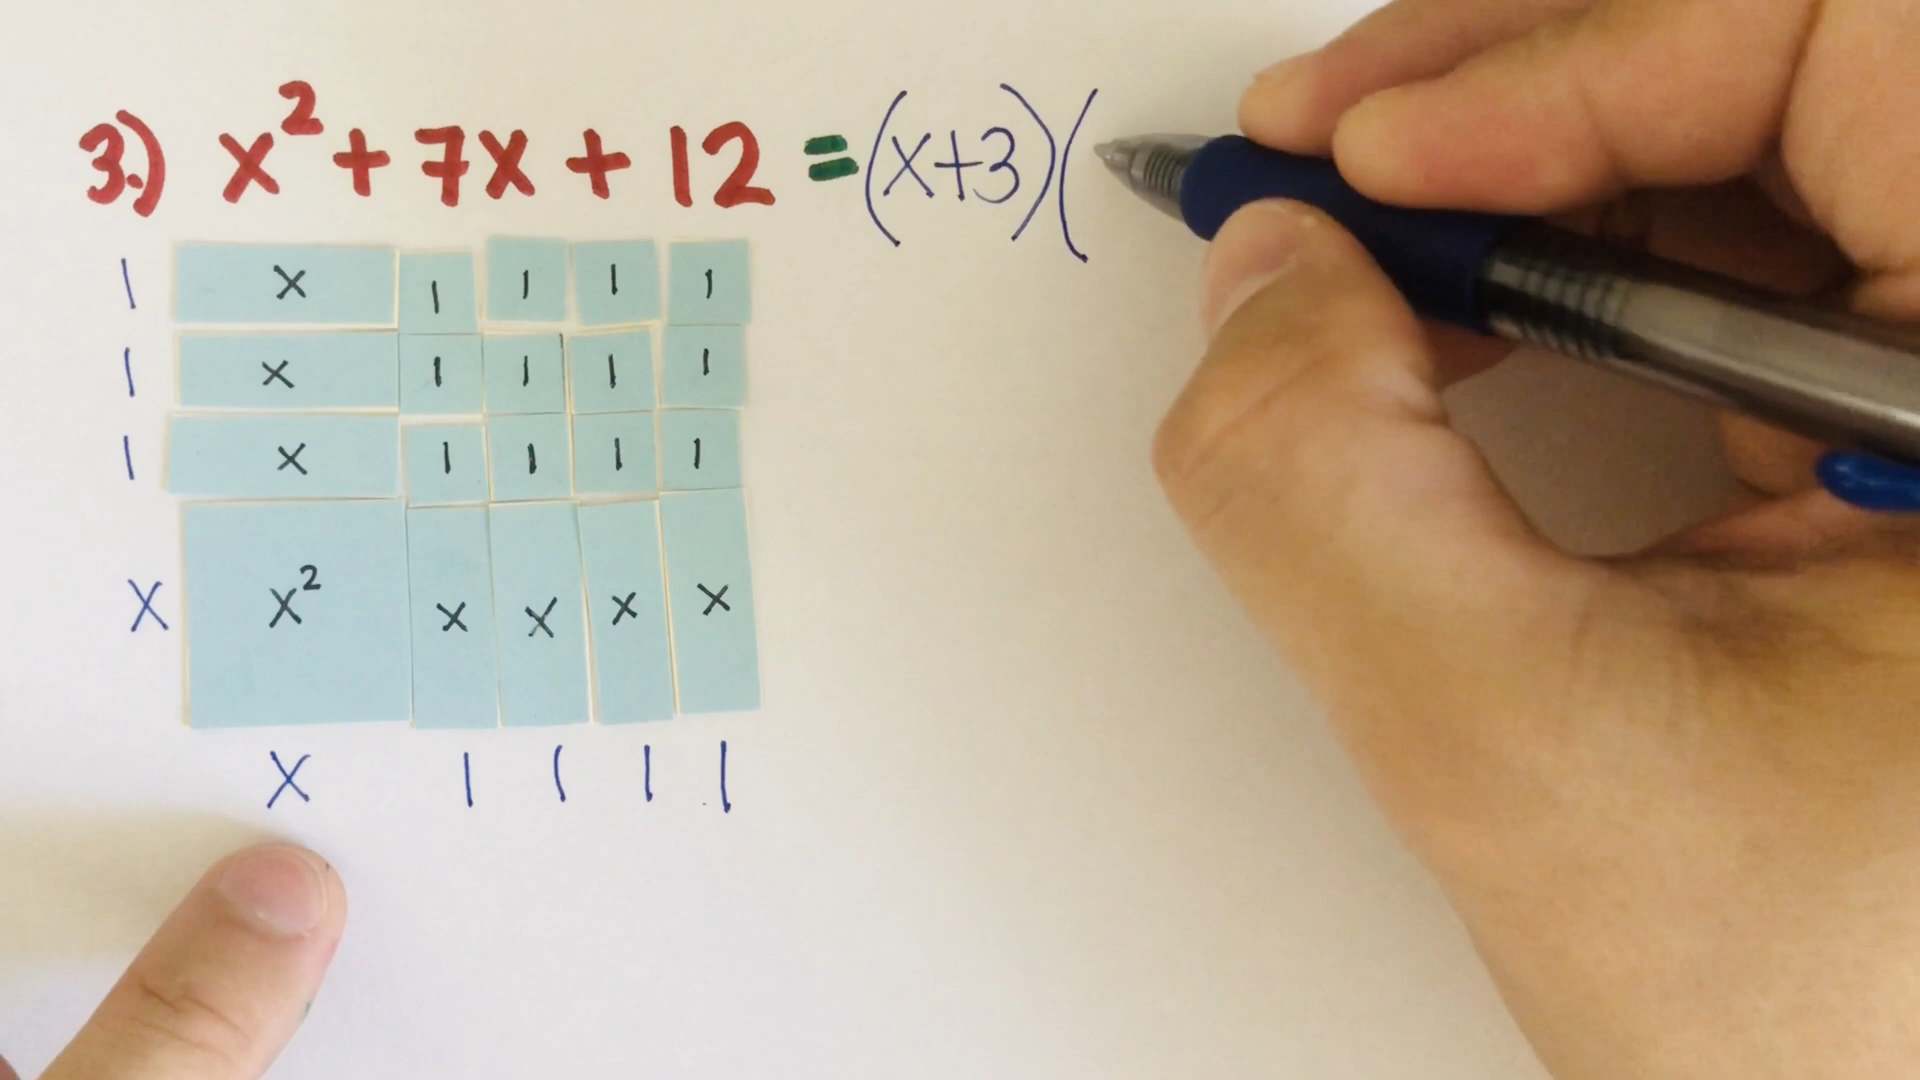 3.) x² + 7x + 12 = (x+3)(
1 x 1 1 1 1
1 x 1 1 1 1
1 x 1 1 1 1
x x² x x x x
x 1 1 1 1